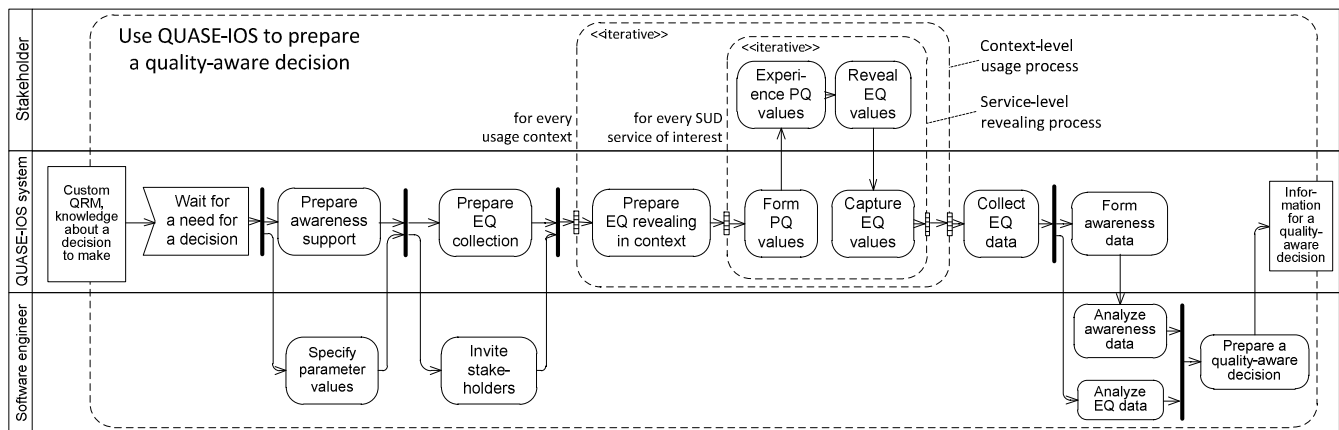 Stakeholder
Use QUASE-IOS to prepare
a quality-aware decision
<<iterative>>
<<iterative>>
Experi-
ence PQ
values
Reveal
EQ
values
Context-level
usage process
Service-level
revealing process
for every
usage context
for every SUD
service of interest
QUASE-IOS system
Custom
QRM,
knowledge
about a
decision
to make
Wait for
a need for
a decision
Prepare
awareness
support
Prepare
EQ
collection
Prepare
EQ revealing
in context
Form
PQ
values
Capture
EQ
values
Collect
EQ
data
Form
awareness
data
Infor-
mation
for a
quality-
aware
decision
Software engineer
Specify
parameter
values
Invite
stake-
holders
Analyze
awareness
data
Analyze
EQ data
Prepare a
quality-aware
decision